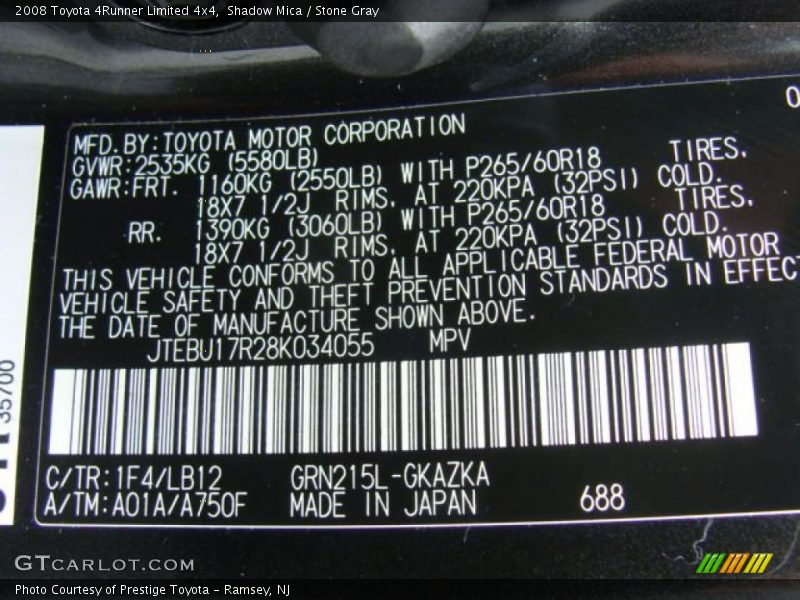 2008 Toyota 4Runner Limited 4x4, Shadow Mica / Stone Gray
MFD.BY:TOYOTA MOTOR CORPORATION
GVWR:2535KG (5580LB)
GAWR:FRT. 1160KG (2550LB) WITH P265/60R18 TIRES,
18X7 1/2J RIMS, AT 220KPA (32PSI) COLD.
RR. 1390KG (3060LB) WITH P265/60R18 TIRES,
18X7 1/2J RIMS, AT 220KPA (32PSI) COLD.
THIS VEHICLE CONFORMS TO ALL APPLICABLE FEDERAL MOTOR
VEHICLE SAFETY AND THEFT PREVENTION STANDARDS IN EFFECT
THE DATE OF MANUFACTURE SHOWN ABOVE.
JTEBU17R28K034055 MPV
C/TR:1F4/LB12 GRN215L-GKAZKA
A/TM:A01A/A750F MADE IN JAPAN 688
35700
GTCARLOT.COM
Photo Courtesy of Prestige Toyota - Ramsey, NJ